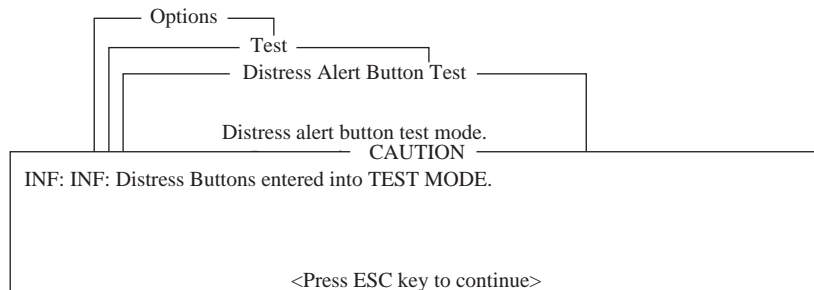 Options
Test
Distress Alert Button Test
Distress alert button test mode.
CAUTION
INF: INF: Distress Buttons entered into TEST MODE.
<Press ESC key to continue>